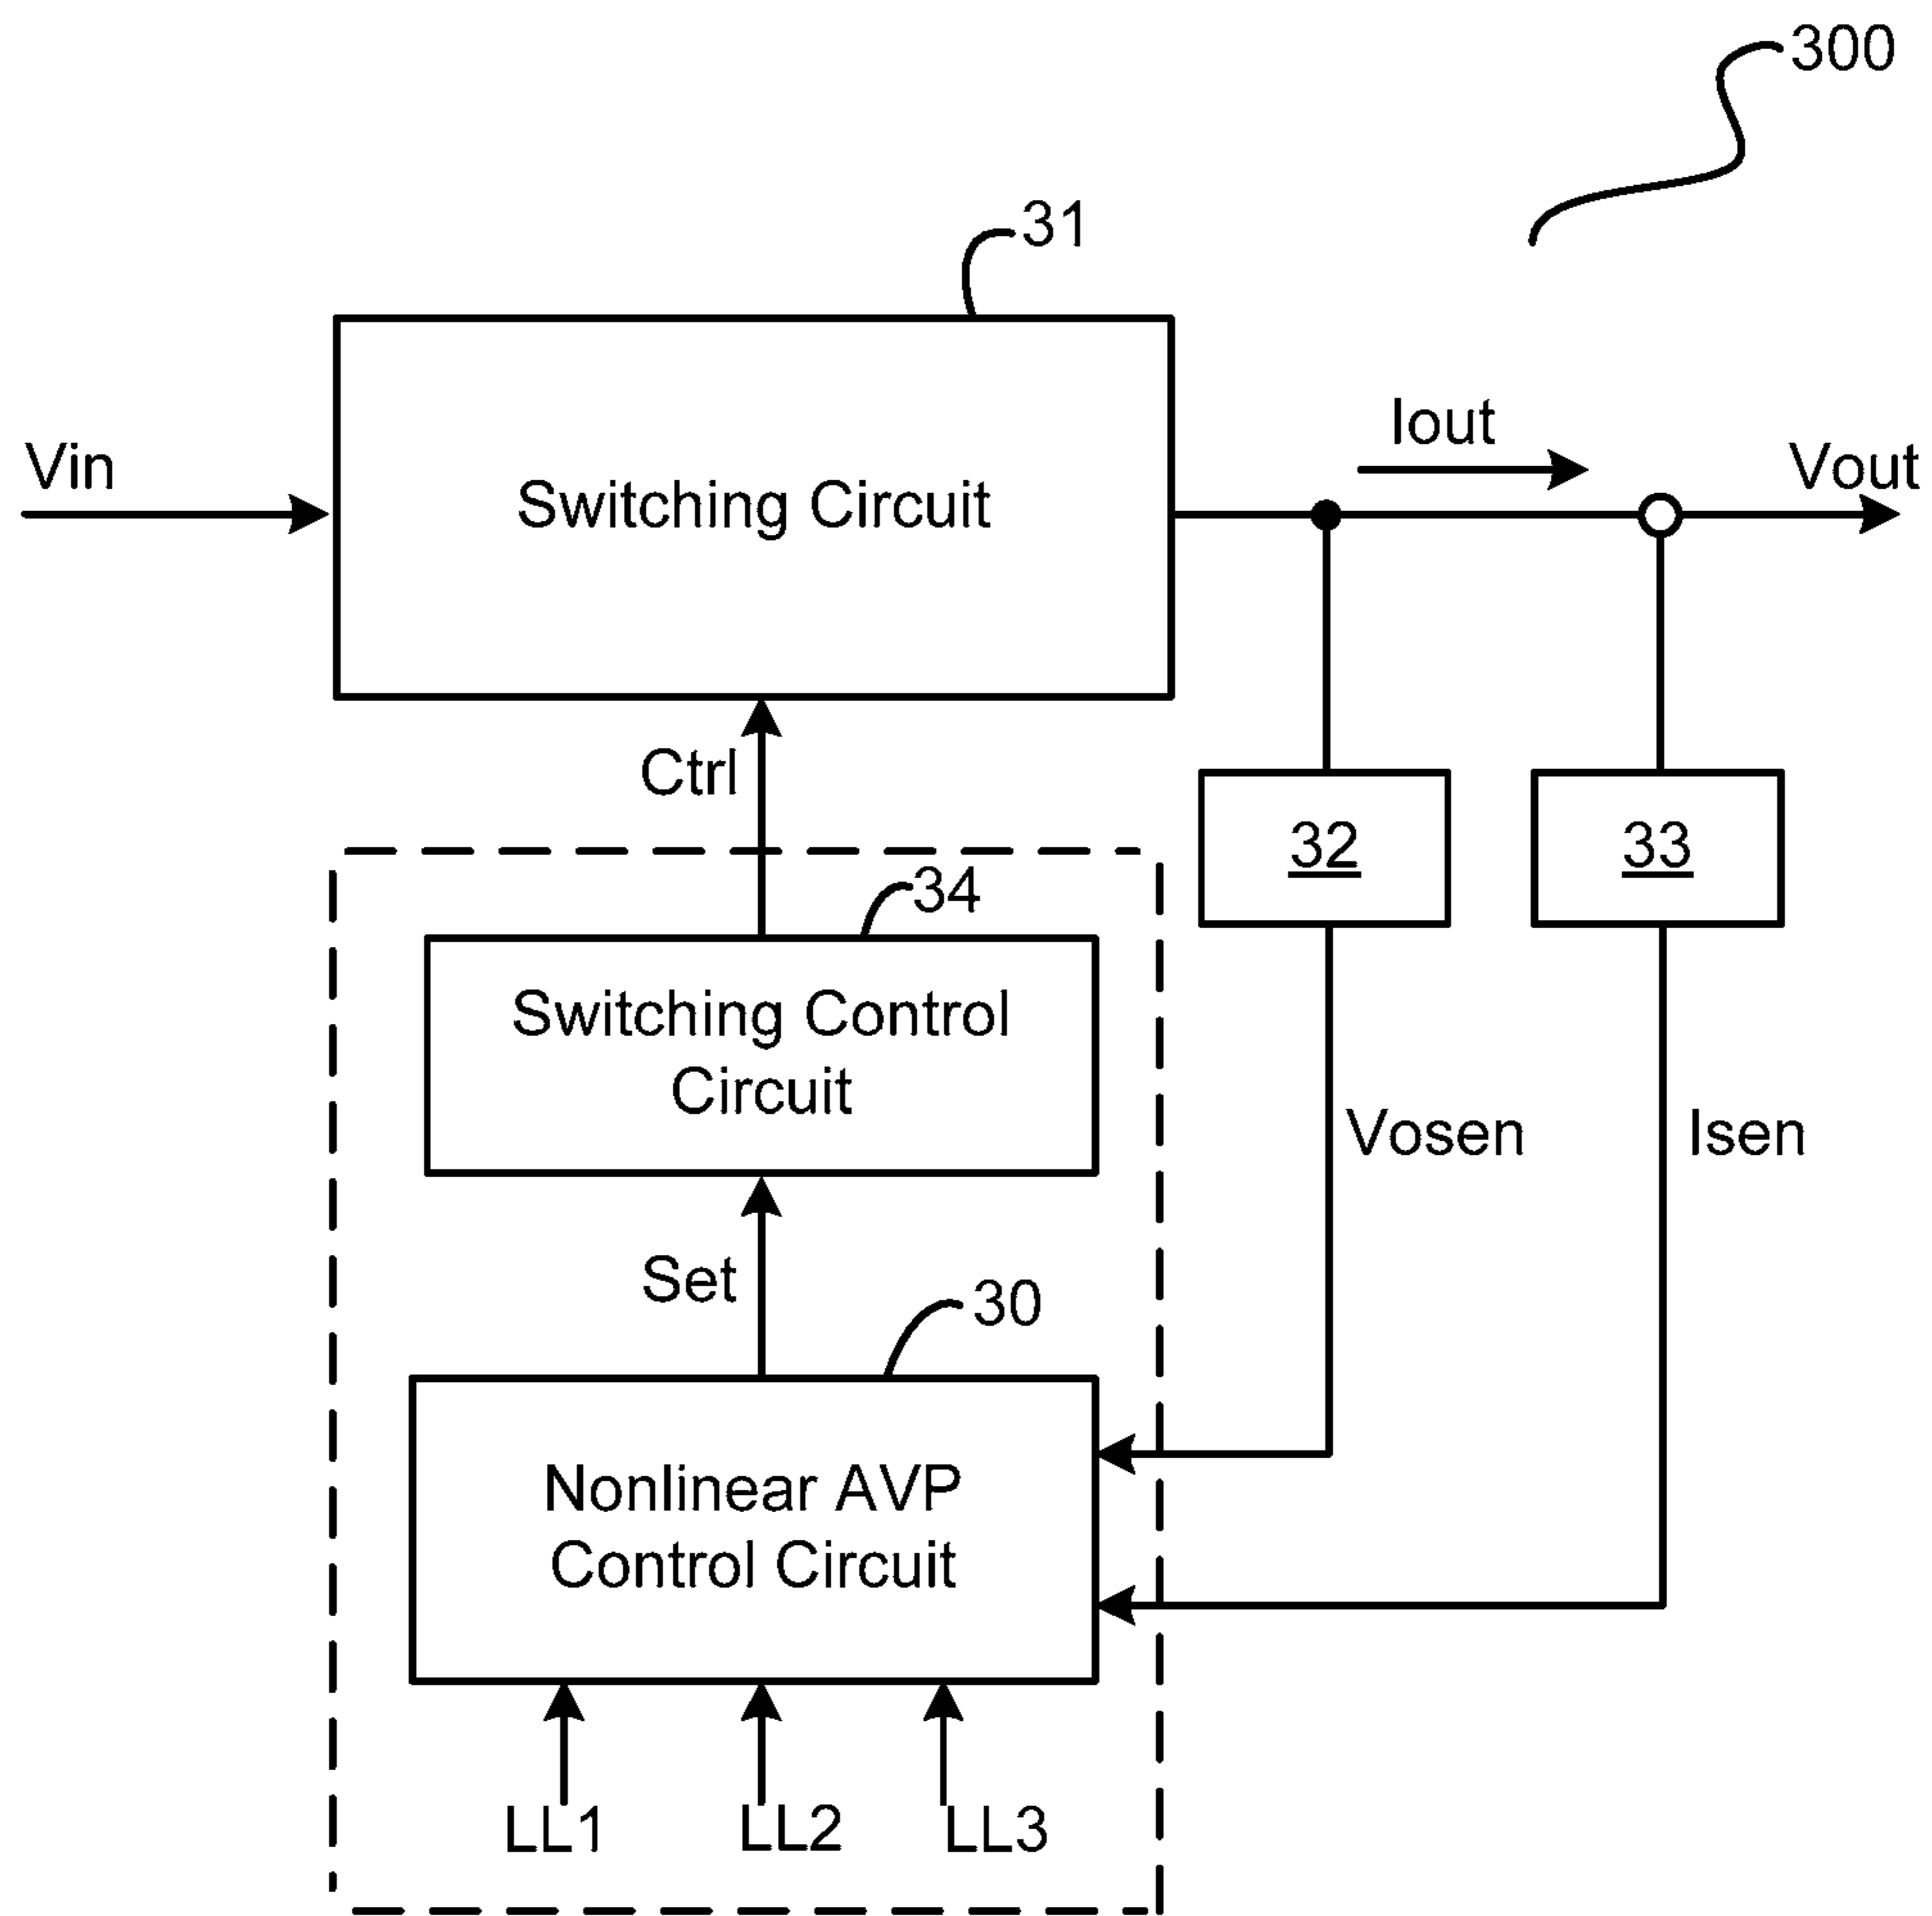 300
31
Iout
Vin
Vout
Switching Circuit
Ctrl
32
33
34
Switching Control
Circuit
Vosen
Isen
Set
30
Nonlinear AVP
Control Circuit
LL1
LL2
LL3